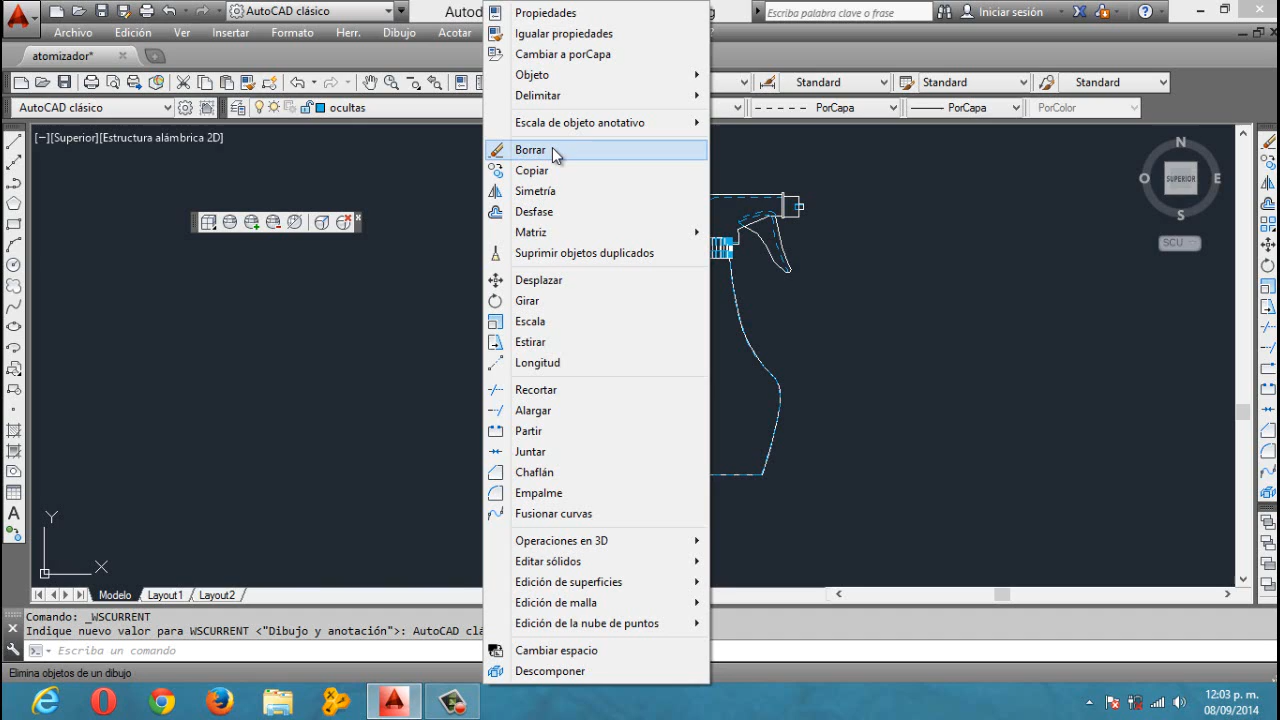 AutoCAD clásico
Autod
Escriba palabra clave o frase
Iniciar sesión
Archivo Edición Ver Insertar Formato Herr. Dibujo Acotar
atomizador*
Standard Standard Standard
AutoCAD clásico
ocultas
PorCapa PorCapa PorColor
[−][Superior][Estructura alámbrica 2D]
Propiedades
Igualar propiedades
Cambiar a porCapa
Objeto
Delimitar
Escala de objeto anotativo
Borrar
Copiar
Simetría
Desfase
Matriz
Suprimir objetos duplicados
Desplazar
Girar
Escala
Estirar
Longitud
Recortar
Alargar
Partir
Juntar
Chaflán
Empalme
Fusionar curvas
Operaciones en 3D
Editar sólidos
Edición de superficies
Edición de malla
Edición de la nube de puntos
Cambiar espacio
Descomponer
N
O SUPERIOR E
S
SCU
Y
X
Modelo Layout1 Layout2
Comando: _WSCURRENT
Indique nuevo valor para WSCURRENT <"Dibujo y anotación">: AutoCAD clá
Escriba un comando
Elimina objetos de un dibujo
12:03 p. m.
08/09/2014